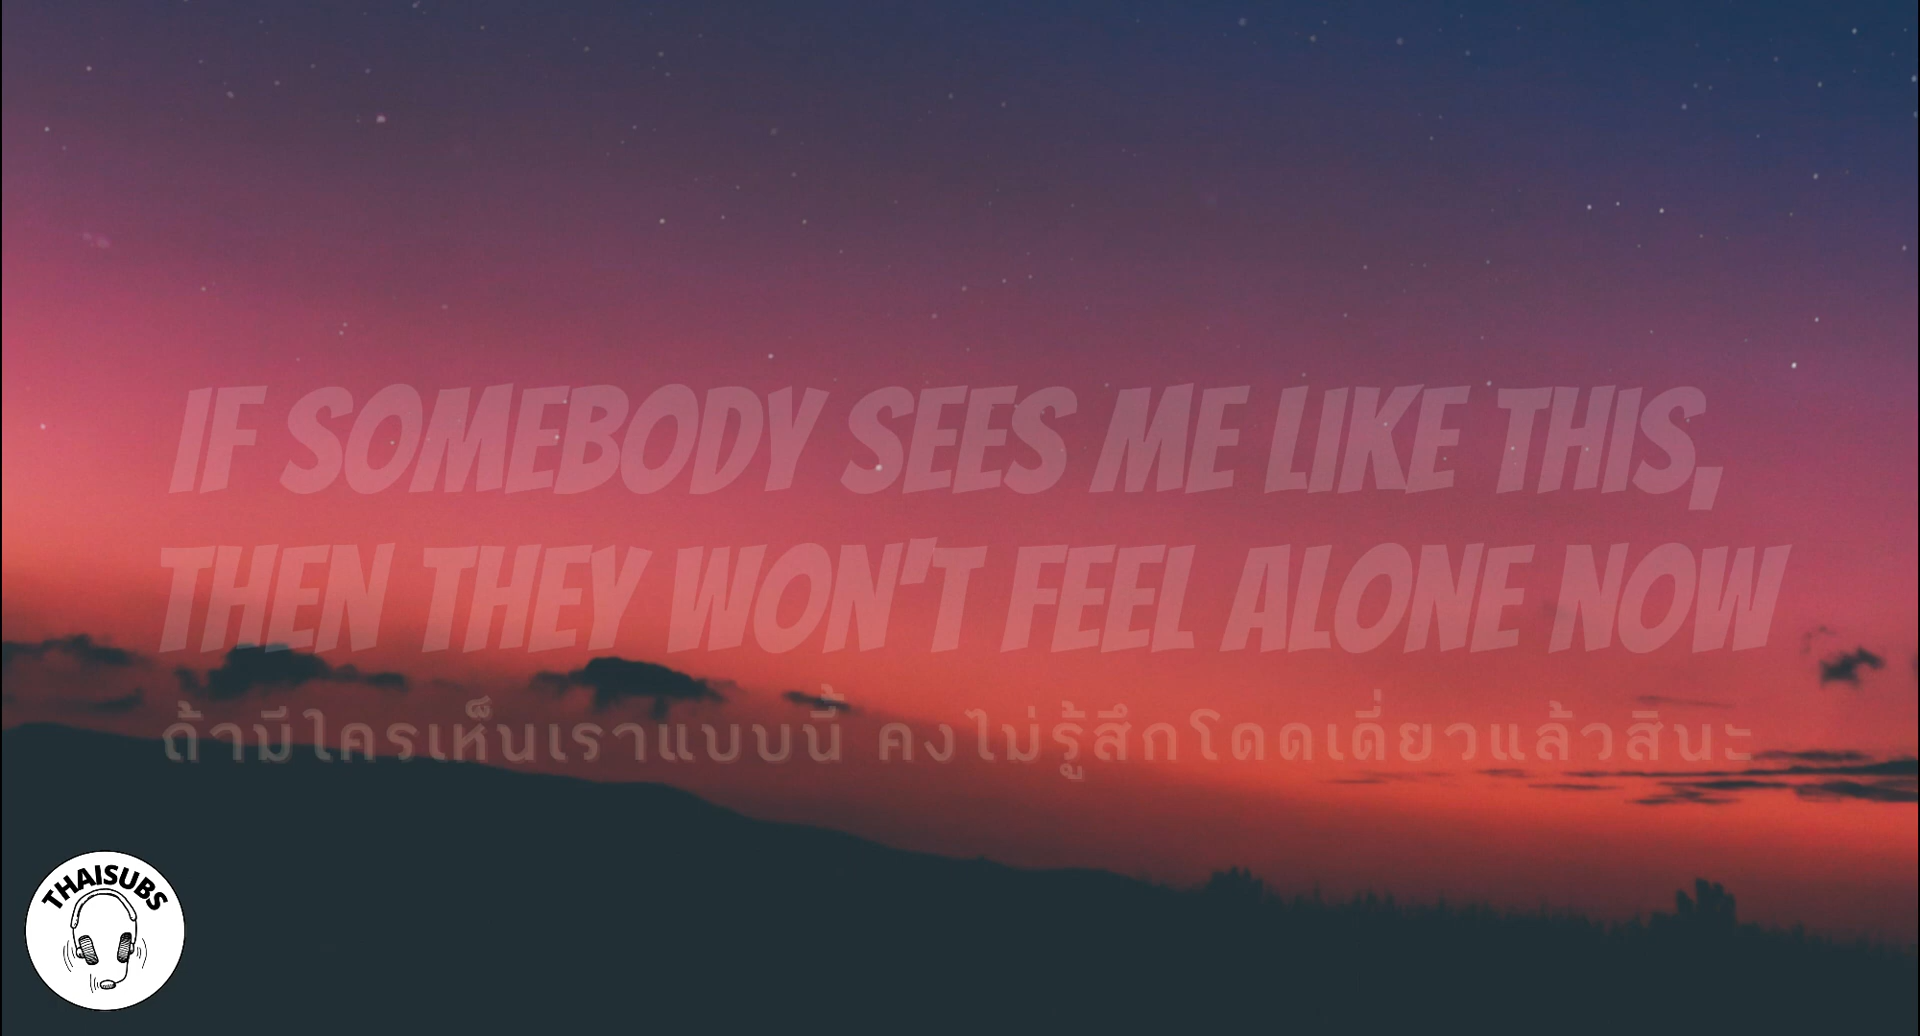 IF SOMEBODY SEES ME LIKE THIS,
THEN THEY WON'T FEEL ALONE NOW
ถ้ามีใครเห็นเราแบบนี้ คงไม่รู้สึกโดดเดี่ยวแล้วสินะ
THAISUBS